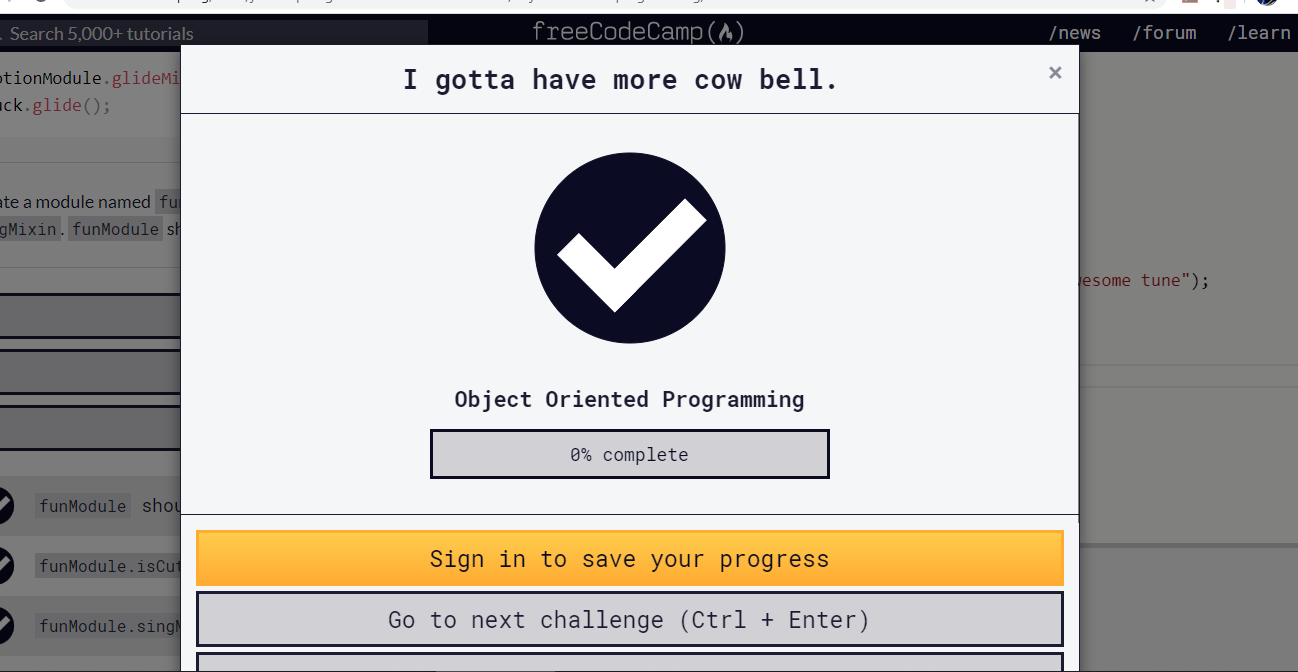 Search 5,000+ tutorials
freeCodeCamp
/news
/forum
/learn
I gotta have more cow bell.
×
otionModule.glideMi
uck.glide();
ate a module named fu
gMixin. funModule sh
wesome tune");
Object Oriented Programming
0% complete
funModule shou
funModule.isCut
funModule.singM
Sign in to save your progress
Go to next challenge (Ctrl + Enter)